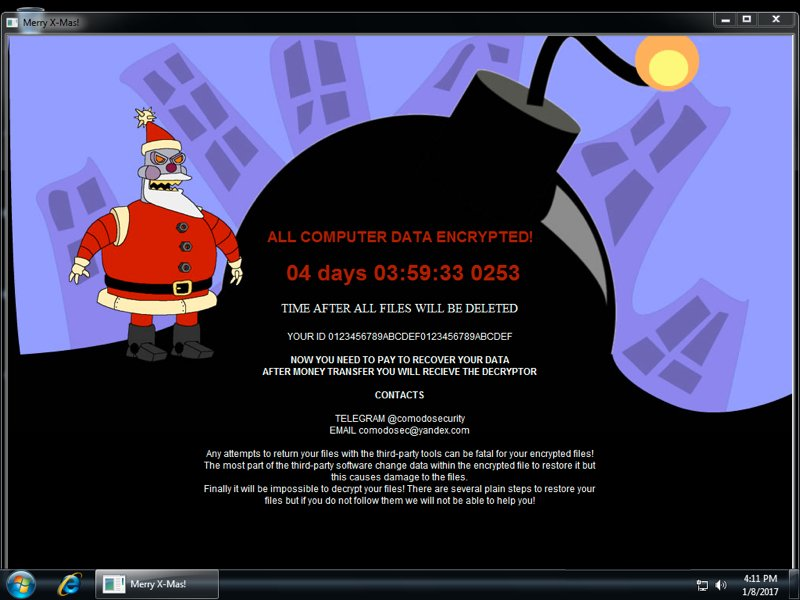 Merry X-Mas!
ALL COMPUTER DATA ENCRYPTED!
04 days 03:59:33 0253
TIME AFTER ALL FILES WILL BE DELETED
YOUR ID 0123456789ABCDEF0123456789ABCDEF
NOW YOU NEED TO PAY TO RECOVER YOUR DATA
AFTER MONEY TRANSFER YOU WILL RECIEVE THE DECRYPTOR
CONTACTS
TELEGRAM @comodosecurity
EMAIL comodosec@yandex.com
Any attempts to return your files with the third-party tools can be fatal for your encrypted files!
The most part of the third-party software change data within the encrypted file to restore it but
this causes damage to the files.
Finally it will be impossible to decrypt your files! There are several plain steps to restore your
files but if you do not follow them we will not be able to help you!
Merry X-Mas!
4:11 PM
1/8/2017